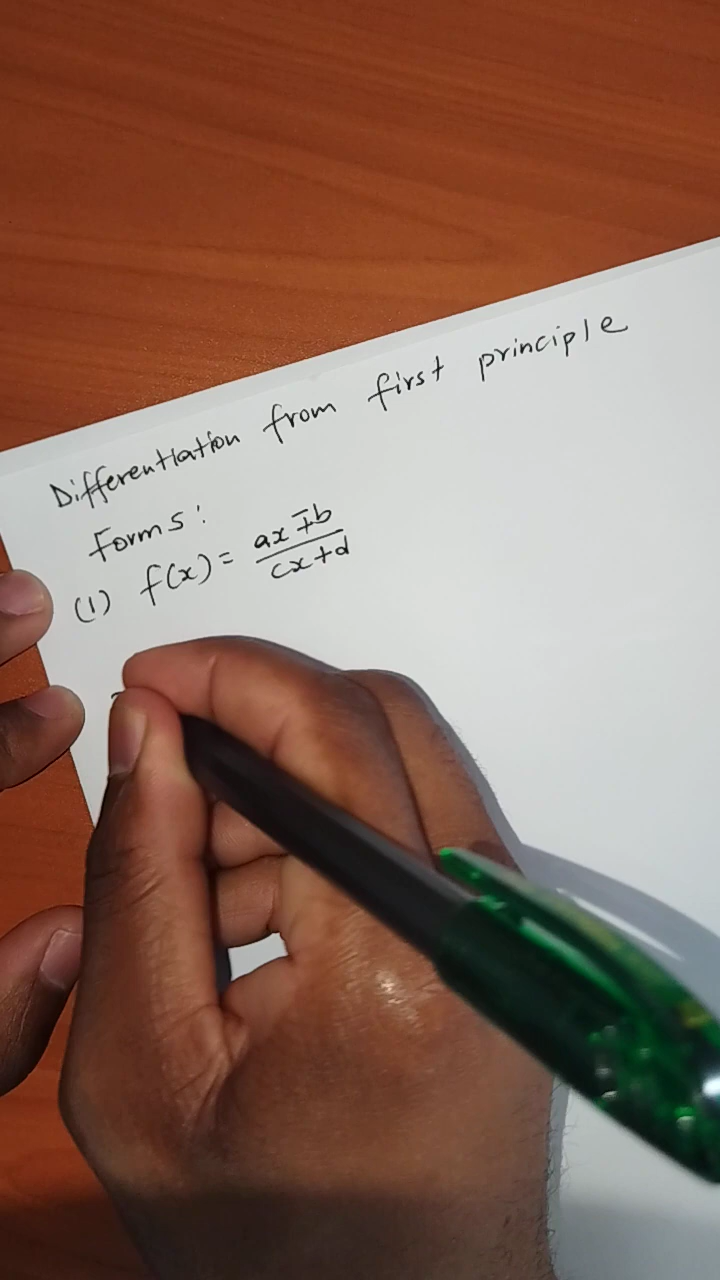 Differentiation from first principle
Forms:
(1) f(x) = ax ∓ b / cx + d